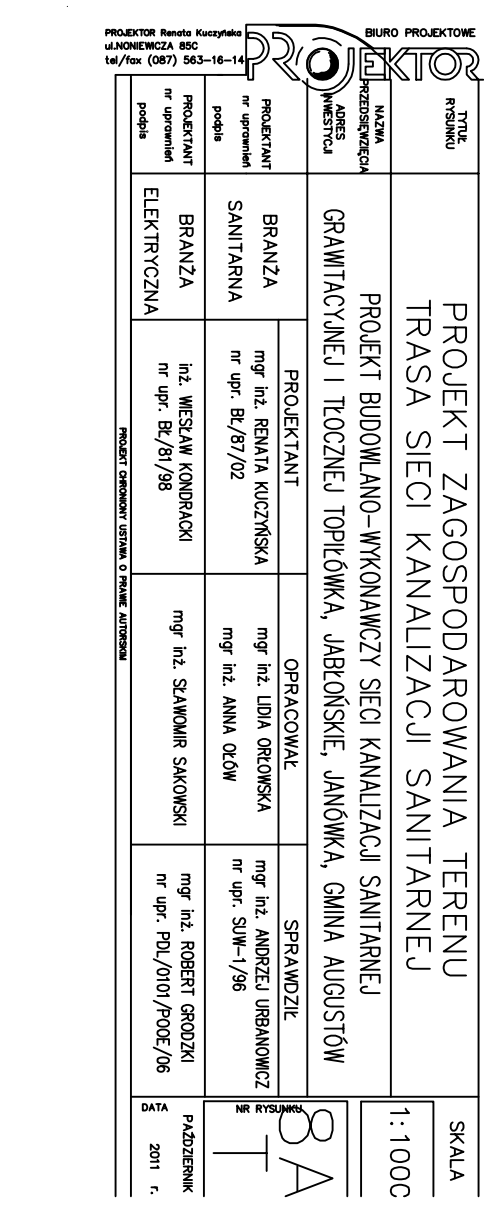 PROJEKTOR Renata Kuczyńska
ul.NONIEWICZA 85C
tel/fax (087) 563-16-14
BIURO PROJEKTOWE
PROJEKTOR
TYTUŁ
RYSUNKU
PROJEKT ZAGOSPODAROWANIA TERENU
TRASA SIECI KANALIZACJI SANITARNEJ
SKALA
1:1000
NAZWA
PRZEDSIĘWZIĘCIA
ADRES
INWESTYCJI
PROJEKT BUDOWLANO-WYKONAWCZY SIECI KANALIZACJI SANITARNEJ
GRAWITACYJNEJ I TŁOCZNEJ TOPIŁÓWKA, JABŁOŃSKIE, JANÓWKA, GMINA AUGUSTÓW
PROJEKTANT
OPRACOWAŁ
SPRAWDZIŁ
NR RYSUNKU
8A
PROJEKTANT
nr uprawnień
podpis
BRANŻA
SANITARNA
mgr inż. RENATA KUCZYŃSKA
nr upr. BŁ/87/02
mgr inż. LIDIA ORŁOWSKA
mgr inż. ANNA OŁÓW
mgr inż. ANDRZEJ URBANOWICZ
nr upr. SUW-1/96
PROJEKTANT
nr uprawnień
podpis
BRANŻA
ELEKTRYCZNA
inż. WIESŁAW KONDRACKI
nr upr. BŁ/81/98
mgr inż. SŁAWOMIR SAKOWSKI
mgr inż. ROBERT GRODZKI
nr upr. PDL/0101/POOE/06
DATA
PAŹDZIERNIK
2011 r.
PROJEKT CHRONIONY USTAWA O PRAWIE AUTORSKIM